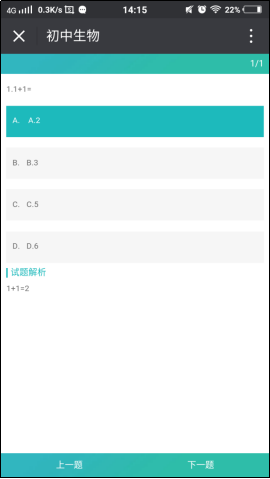 4G 0.3K/s 14:15 22%
初中生物
1/1
1.1+1=
A. A.2
B. B.3
C. C.5
D. D.6
试题解析
1+1=2
上一题 下一题